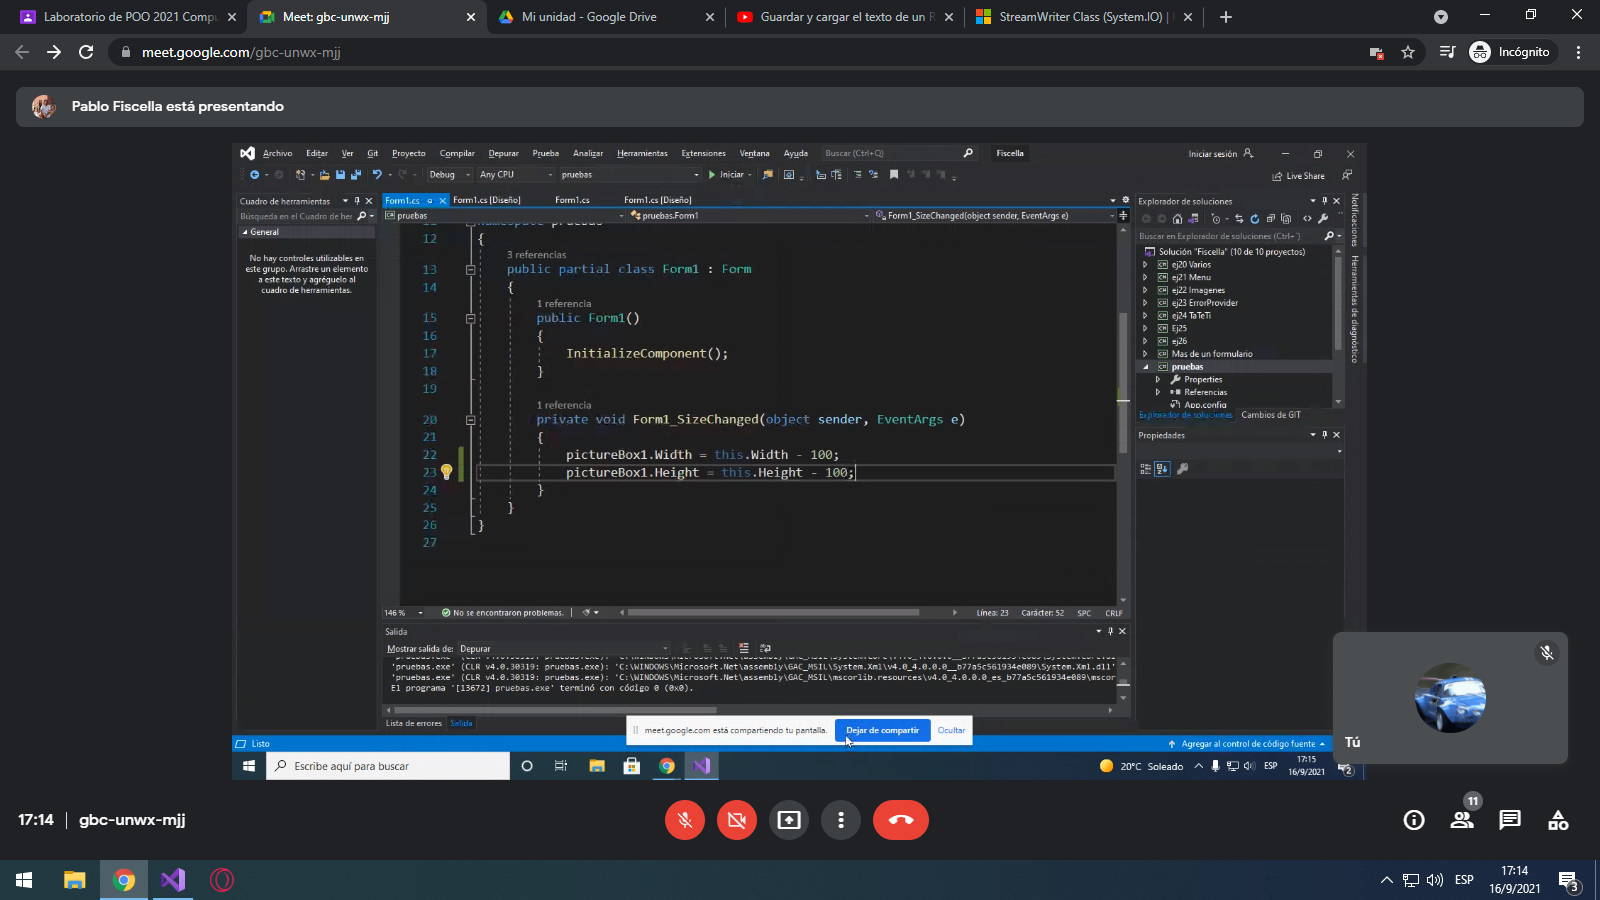 Laboratorio de POO 2021 Compu
Meet: gbc-unwx-mjj
Mi unidad - Google Drive
Guardar y cargar el texto de un R
StreamWriter Class (System.IO) |
meet.google.com/gbc-unwx-mjj
Incógnito
Pablo Fiscella está presentando
Archivo Editar Ver Git Proyecto Compilar Depurar Prueba Analizar Herramientas Extensiones Ventana Ayuda Buscar (Ctrl+Q) Fiscella Iniciar sesión
Debug Any CPU pruebas Iniciar Live Share
Cuadro de herramientas
Búsqueda en el Cuadro de her
General
No hay controles utilizables en
este grupo. Arrastre un elemento
a este texto y agréguelo al
cuadro de herramientas.
Form1.cs Form1.cs [Diseño] Form1.cs Form1.cs [Diseño]
pruebas pruebas.Form1 Form1_SizeChanged(object sender, EventArgs e)
namespace pruebas
12 {
3 referencias
13 public partial class Form1 : Form
14 {
1 referencia
15 public Form1()
16 {
17 InitializeComponent();
18 }
19
1 referencia
20 private void Form1_SizeChanged(object sender, EventArgs e)
21 {
22 pictureBox1.Width = this.Width - 100;
23 pictureBox1.Height = this.Height - 100;
24 }
25 }
26 }
27
146 % No se encontraron problemas. Línea: 23 Carácter: 52 SPC CRLF
Salida
Mostrar salida de: Depurar
'pruebas.exe' (CLR v4.0.30319: pruebas.exe): 'C:\WINDOWS\Microsoft.Net\assembly\GAC_MSIL\System.Xml\v4.0_4.0.0.0__b77a5c561934e089\System.Xml.dll'
'pruebas.exe' (CLR v4.0.30319: pruebas.exe): 'C:\WINDOWS\Microsoft.Net\assembly\GAC_MSIL\mscorlib.resources\v4.0_4.0.0.0_es_b77a5c561934e089\mscor
El programa '[13672] pruebas.exe' terminó con código 0 (0x0).
Lista de errores Salida
Explorador de soluciones
Buscar en Explorador de soluciones (Ctrl+´)
Solución "Fiscella" (10 de 10 proyectos)
ej20 Varios
ej21 Menu
ej22 Imagenes
ej23 ErrorProvider
ej24 TaTeTi
Ej25
ej26
Mas de un formulario
pruebas
Properties
Referencias
App.config
Explorador de soluciones Cambios de GIT
Propiedades
Notificaciones
Herramientas de diagnóstico
meet.google.com está compartiendo tu pantalla. Dejar de compartir Ocultar
Listo
Agregar al control de código fuente
Escribe aquí para buscar
20°C Soleado
ESP
17:15
16/9/2021
2
Tú
17:14 | gbc-unwx-mjj
11
ESP
17:14
16/9/2021
3